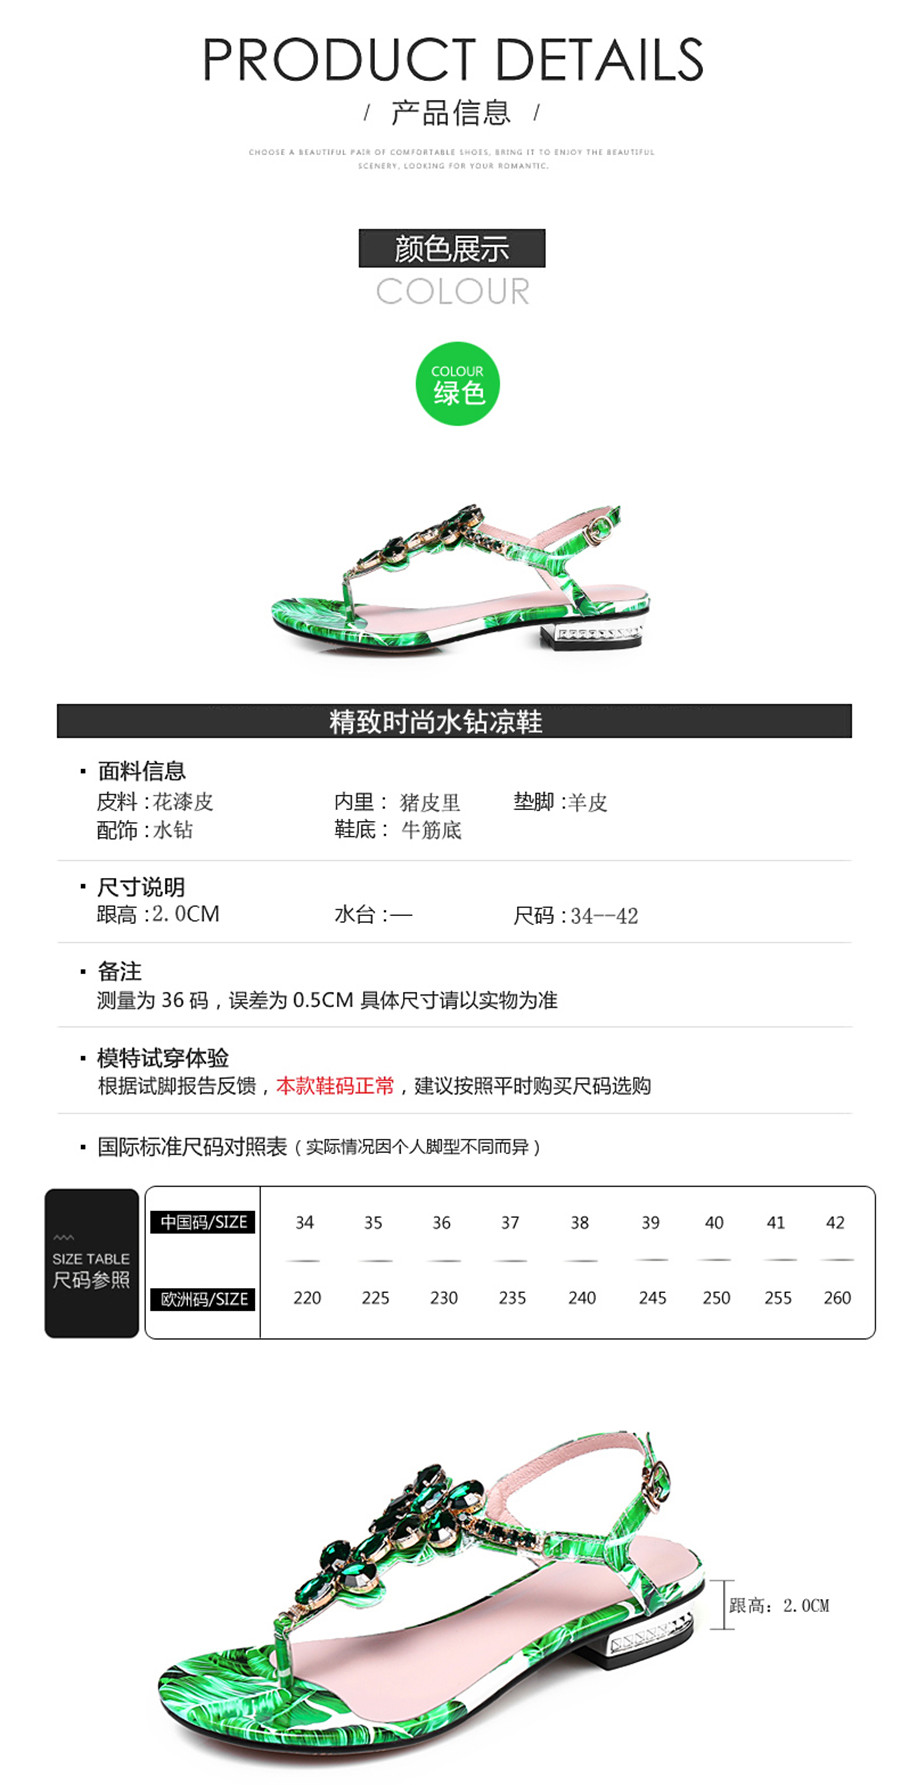 PRODUCT DETAILS
/ 产品信息 /
CHOOSE A BEAUTIFUL PAIR OF COMFORTABLE SHOES, BRING IT TO ENJOY THE BEAUTIFUL
SCENERY, LOOKING FOR YOUR ROMANTIC.
颜色展示
COLOUR
COLOUR
绿色
精致时尚水钻凉鞋
· 面料信息
皮料:花漆皮 内里: 猪皮里 垫脚:羊皮
配饰:水钻 鞋底: 牛筋底
· 尺寸说明
跟高:2.0CM 水台:— 尺码:34--42
· 备注
测量为 36 码，误差为 0.5CM 具体尺寸请以实物为准
· 模特试穿体验
根据试脚报告反馈，本款鞋码正常，建议按照平时购买尺码选购
· 国际标准尺码对照表（实际情况因个人脚型不同而异）
SIZE TABLE
尺码参照
中国码/SIZE 34 35 36 37 38 39 40 41 42
欧洲码/SIZE 220 225 230 235 240 245 250 255 260
跟高: 2.0CM